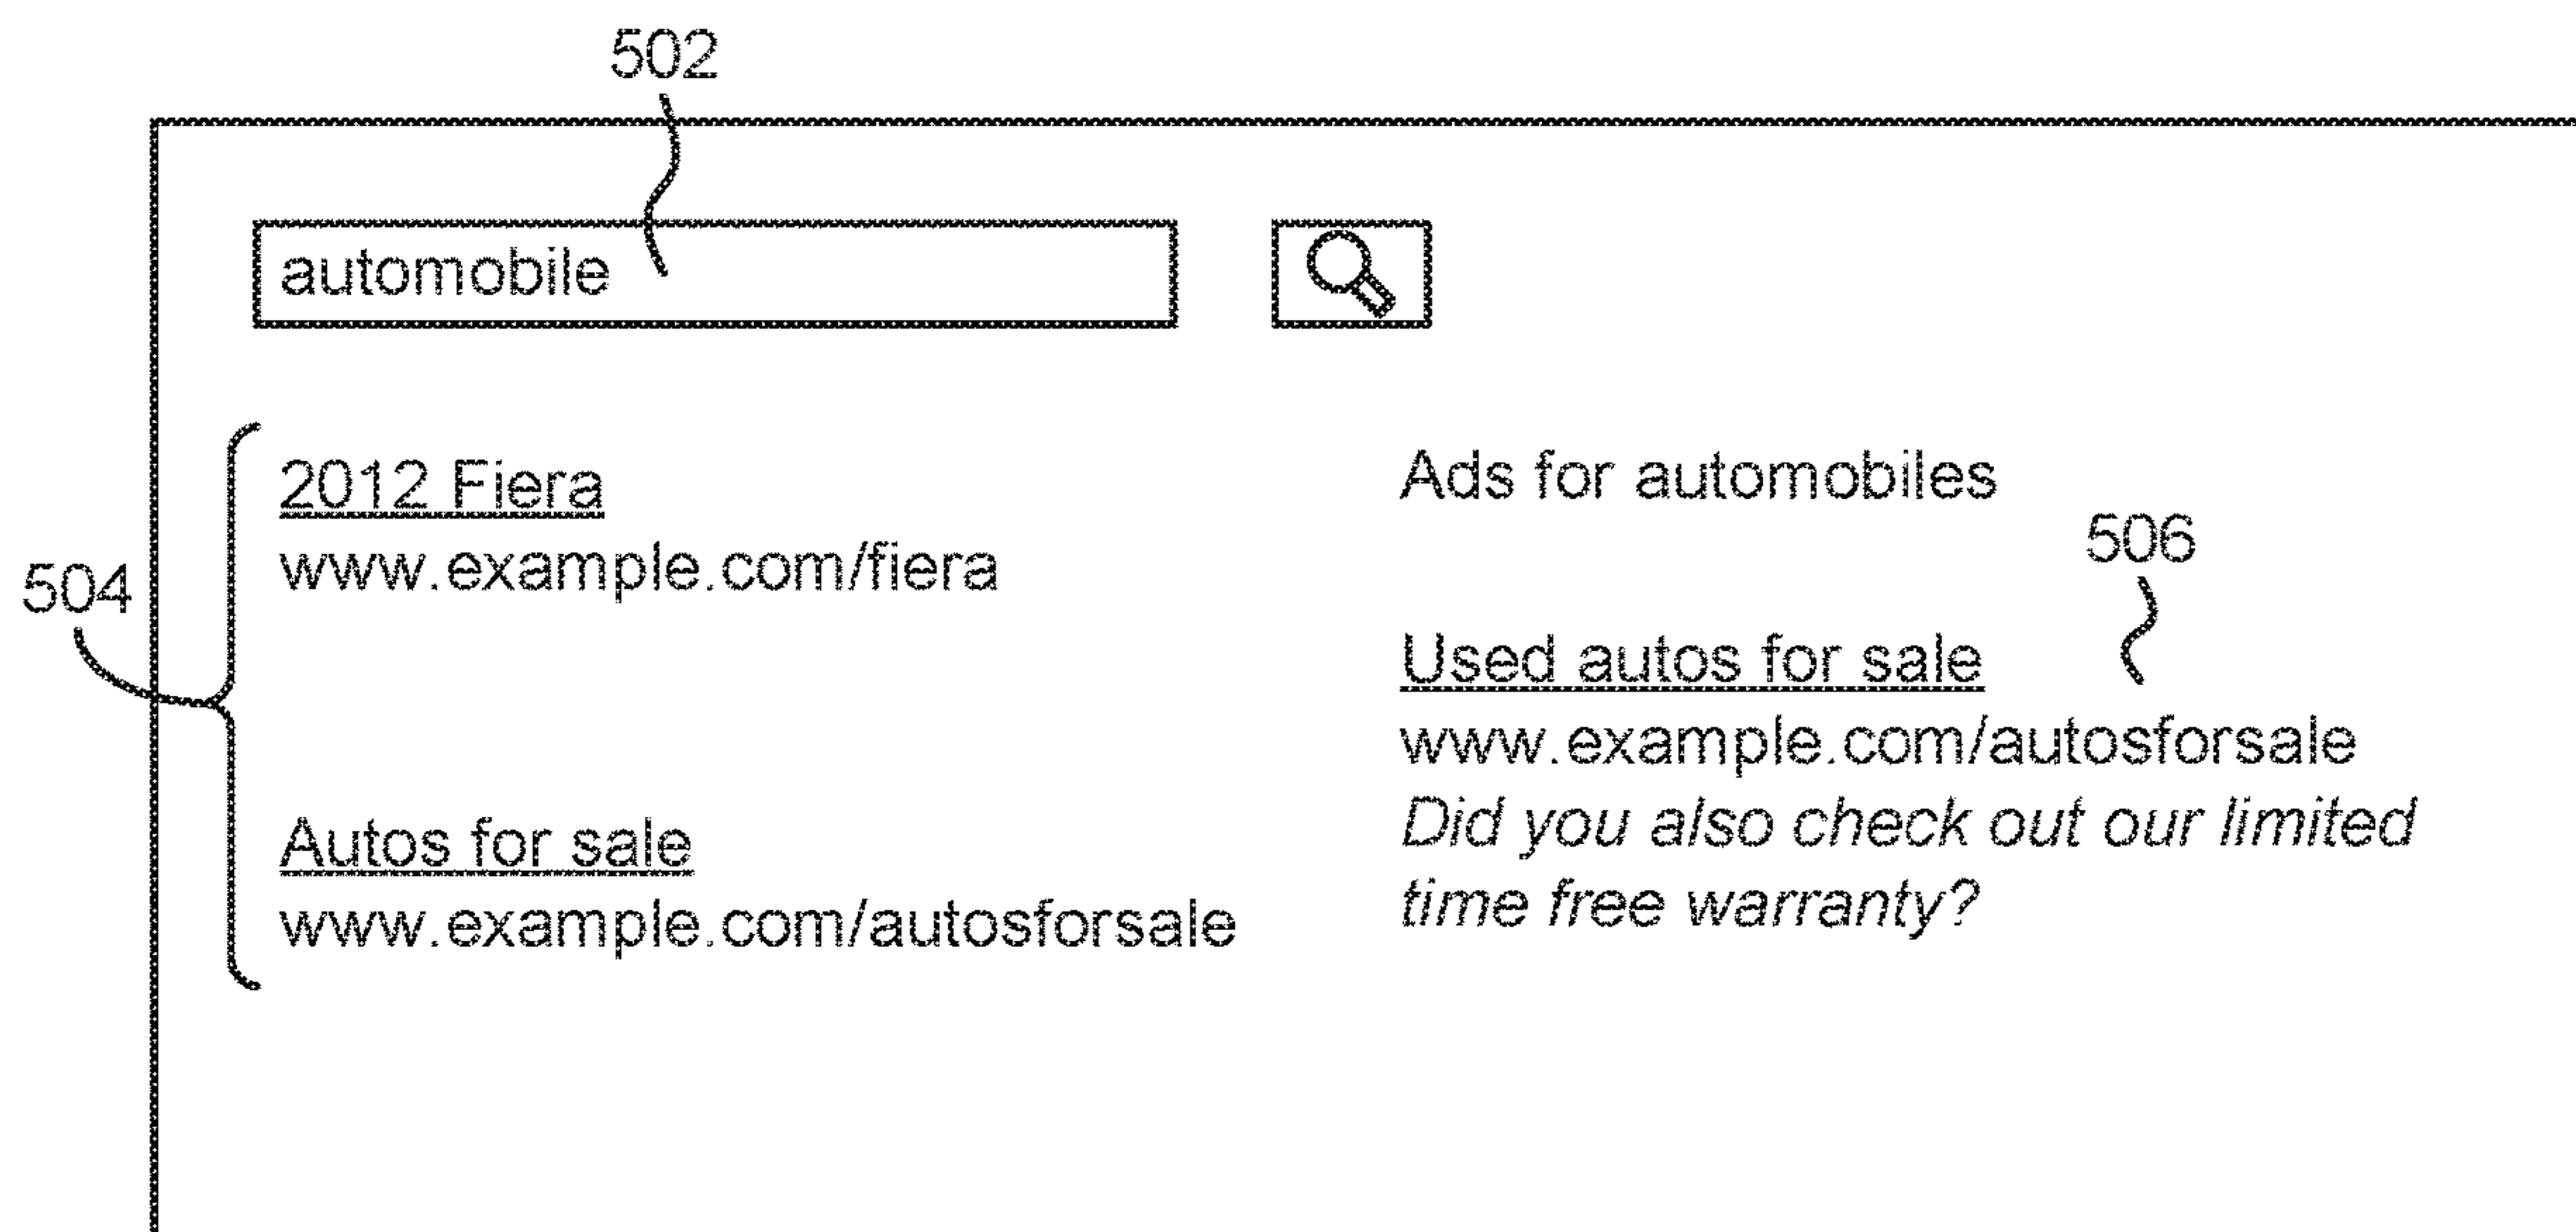 502
automobile
504
2012 Fiera
www.example.com/fiera
Autos for sale
www.example.com/autosforsale
Ads for automobiles
506
Used autos for sale
www.example.com/autosforsale
Did you also check out our limited
time free warranty?